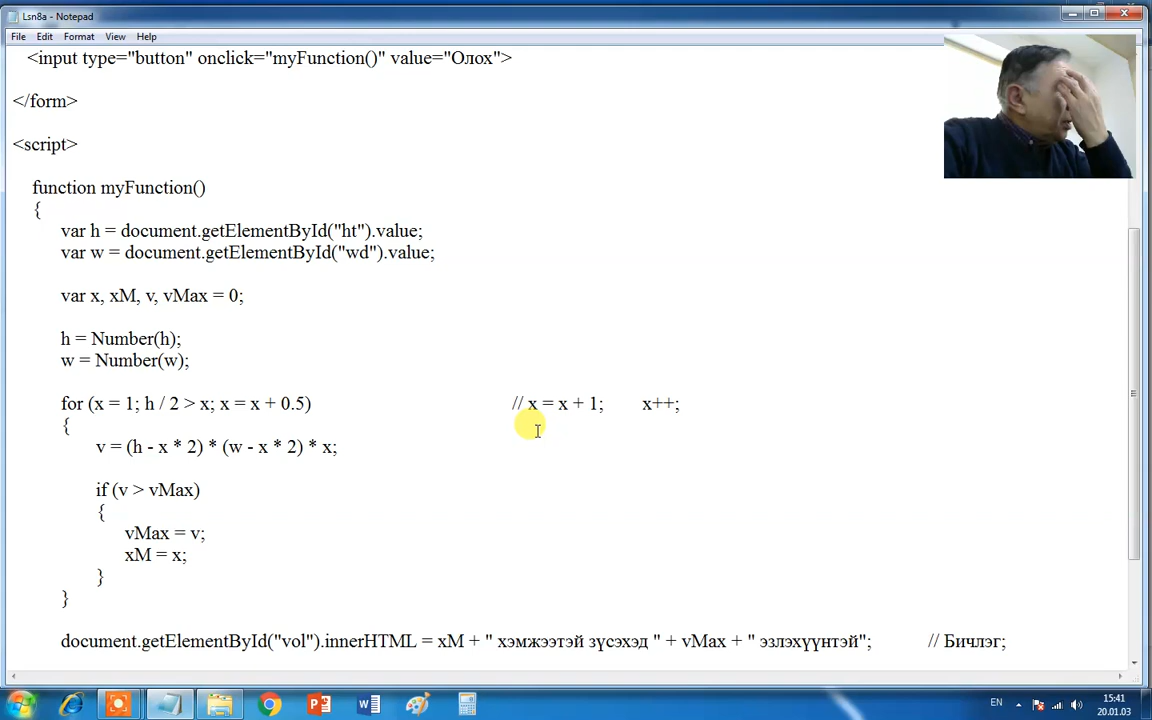 Lsn8a - Notepad
File Edit Format View Help
<input type="button" onclick="myFunction()" value="Олох">
</form>
<script>
function myFunction()
{
var h = document.getElementById("ht").value;
var w = document.getElementById("wd").value;
var x, xM, v, vMax = 0;
h = Number(h);
w = Number(w);
for (x = 1; h / 2 > x; x = x + 0.5) // x = x + 1; x++;
{
v = (h - x * 2) * (w - x * 2) * x;
if (v > vMax)
{
vMax = v;
xM = x;
}
}
document.getElementById("vol").innerHTML = xM + " хэмжээтэй зүсэхэд " + vMax + " эзлэхүүнтэй"; // Бичлэг;
EN
15:41
20.01.03